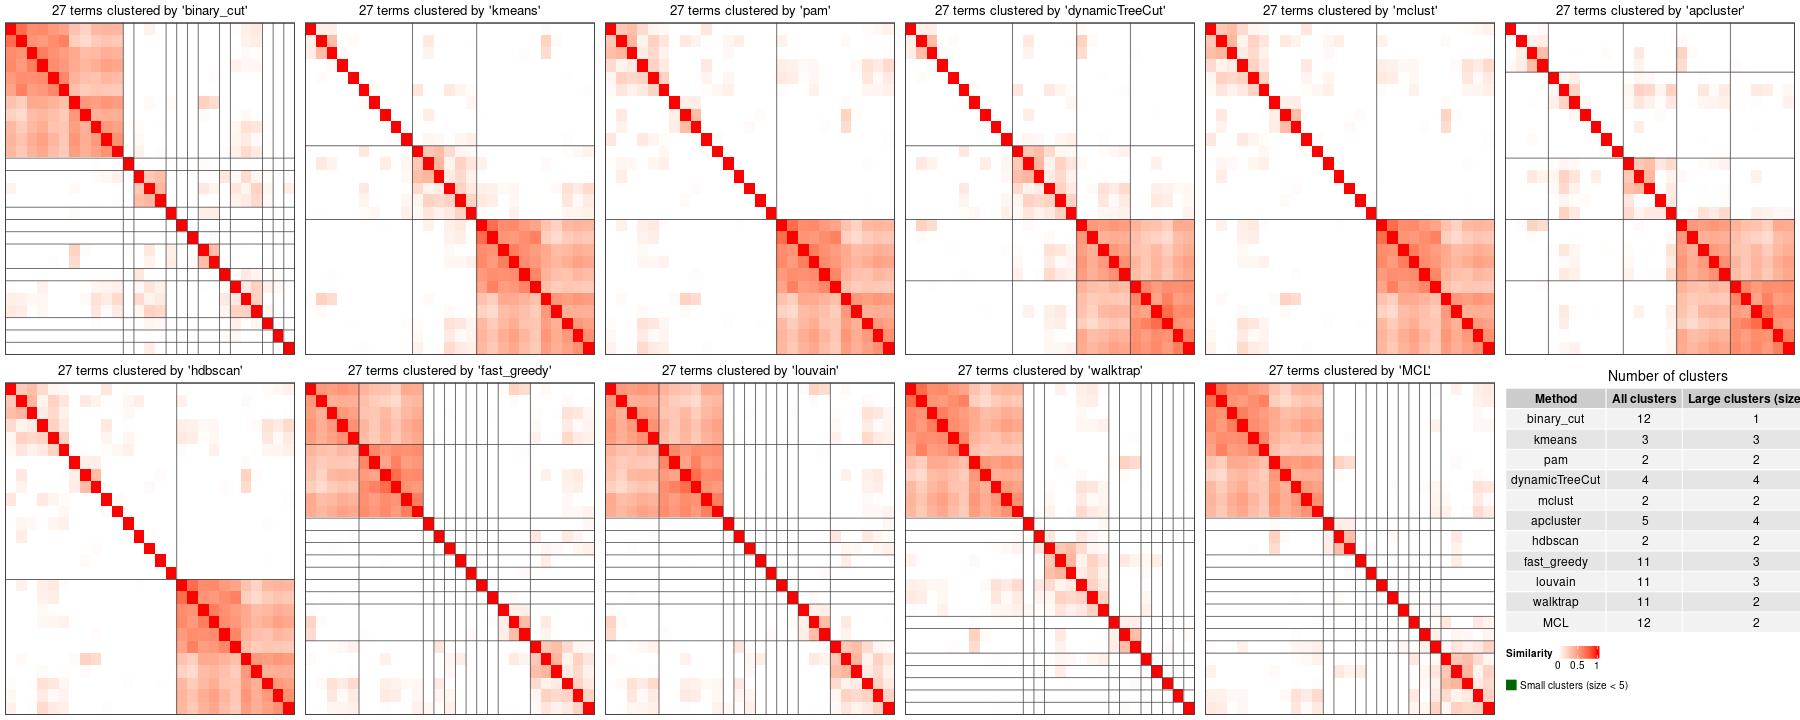 27 terms clustered by 'binary_cut'
27 terms clustered by 'kmeans'
27 terms clustered by 'pam'
27 terms clustered by 'dynamicTreeCut'
27 terms clustered by 'mclust'
27 terms clustered by 'apcluster'
27 terms clustered by 'hdbscan'
27 terms clustered by 'fast_greedy'
27 terms clustered by 'louvain'
27 terms clustered by 'walktrap'
27 terms clustered by 'MCL'
Number of clusters
Method All clusters Large clusters (size
binary_cut 12 1
kmeans 3 3
pam 2 2
dynamicTreeCut 4 4
mclust 2 2
apcluster 5 4
hdbscan 2 2
fast_greedy 11 3
louvain 11 3
walktrap 11 2
MCL 12 2
Similarity
0 0.5 1
Small clusters (size < 5)